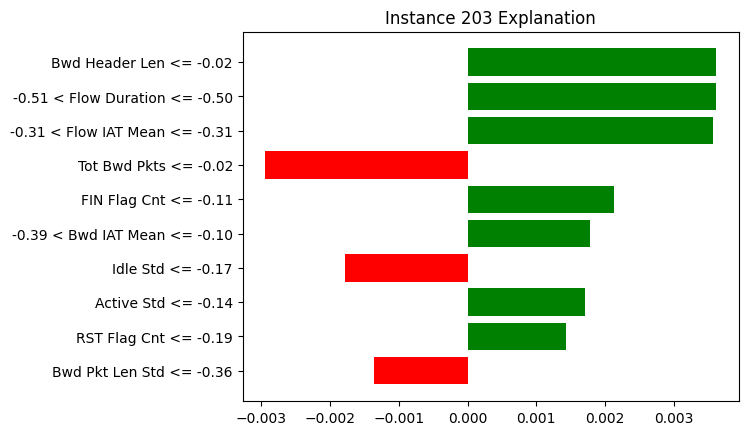 Instance 203 Explanation
Bwd Header Len <= -0.02
-0.51 < Flow Duration <= -0.50
-0.31 < Flow IAT Mean <= -0.31
Tot Bwd Pkts <= -0.02
FIN Flag Cnt <= -0.11
-0.39 < Bwd IAT Mean <= -0.10
Idle Std <= -0.17
Active Std <= -0.14
RST Flag Cnt <= -0.19
Bwd Pkt Len Std <= -0.36
−0.003 −0.002 −0.001 0.000 0.001 0.002 0.003